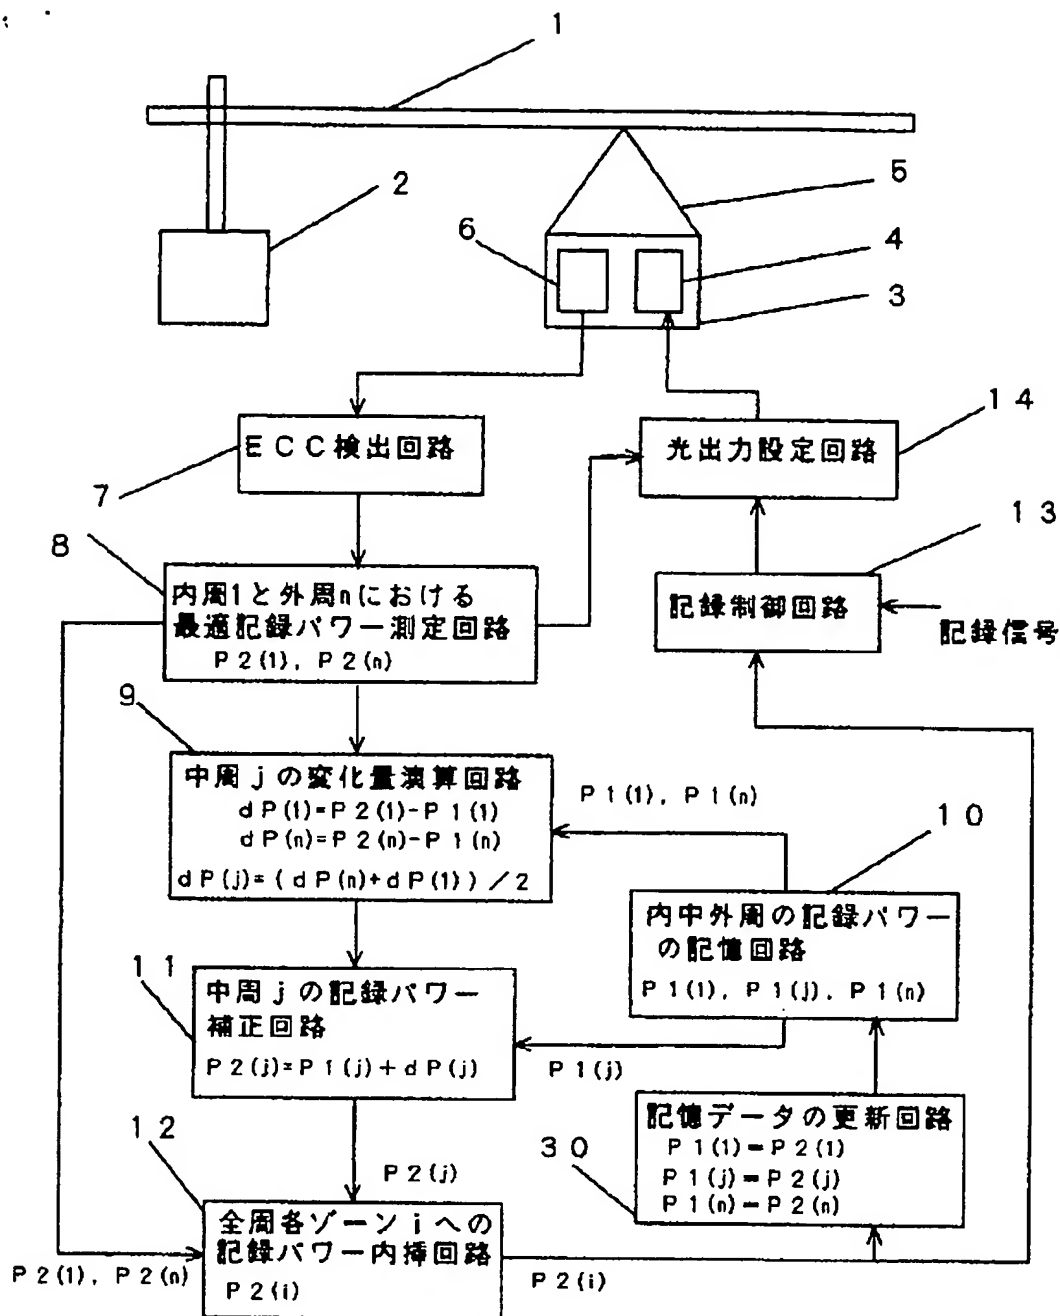 1
2
5
6
4
3
14
ECC検出回路
光出力設定回路
7
13
8
内周1と外周nにおける
最適記録パワー測定回路
P2(1), P2(n)
記録制御回路
記録信号
9
中周jの変化量演算回路
dP(1)=P2(1)-P1(1)
dP(n)=P2(n)-P1(n)
dP(j)=(dP(n)+dP(1))/2
P1(1), P1(n)
10
内中外周の記録パワー
の記憶回路
P1(1), P1(j), P1(n)
11
中周jの記録パワー
補正回路
P2(j)=P1(j)+dP(j)
P1(j)
記憶データの更新回路
P1(1)=P2(1)
P1(j)=P2(j)
P1(n)=P2(n)
30
12
P2(j)
全周各ゾーンiへの
記録パワー内挿回路
P2(i)
P2(1), P2(n)
P2(i)